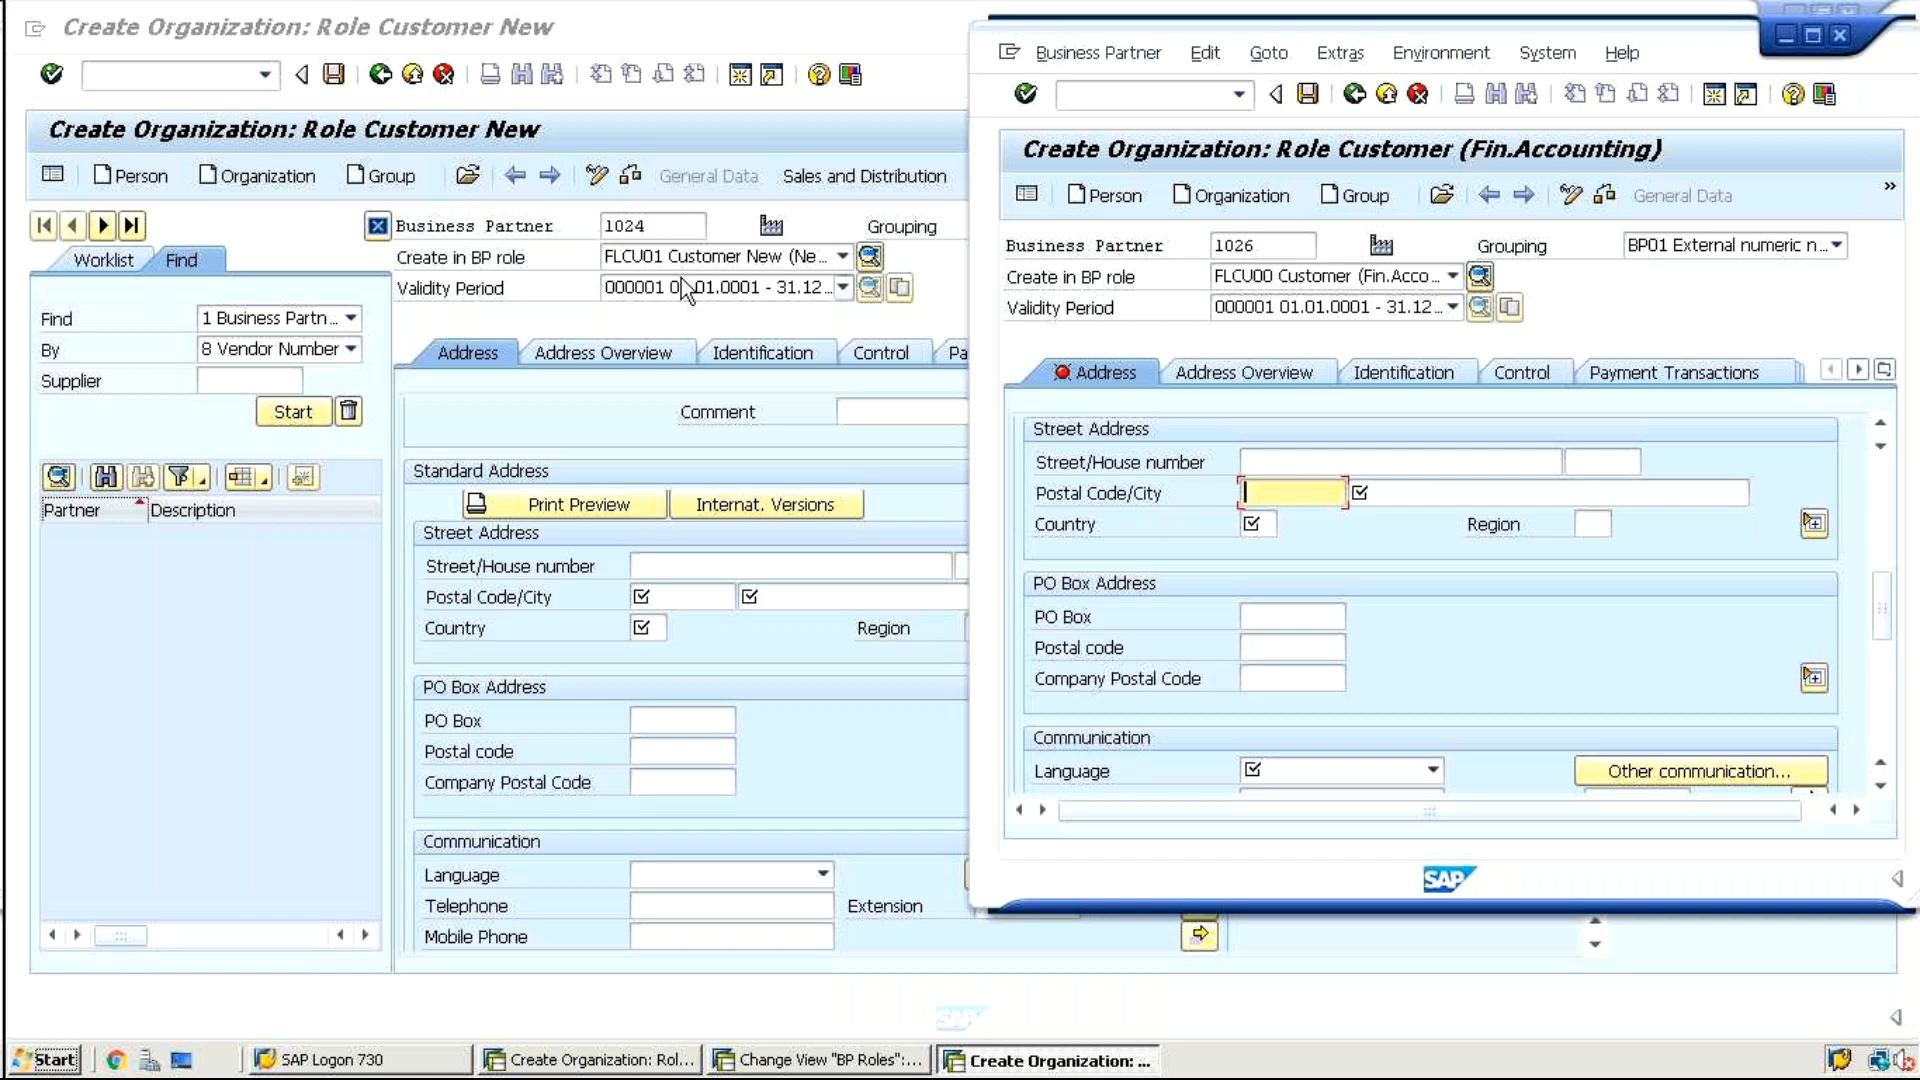 Create Organization: Role Customer New
Create Organization: Role Customer New
Person Organization Group General Data Sales and Distribution
Business Partner 1024 Grouping
Create in BP role FLCU01 Customer New (Ne...
Validity Period 000001 01.01.0001 - 31.12...
Worklist Find
Find 1 Business Partn...
By 8 Vendor Number
Supplier
Start
Partner Description
Address Address Overview Identification Control Pa
Comment
Standard Address
Print Preview Internat. Versions
Street Address
Street/House number
Postal Code/City
Country Region
PO Box Address
PO Box
Postal code
Company Postal Code
Communication
Language
Telephone Extension
Mobile Phone
Business Partner Edit Goto Extras Environment System Help
Create Organization: Role Customer (Fin.Accounting)
Person Organization Group General Data »
Business Partner 1026 Grouping BP01 External numeric n...
Create in BP role FLCU00 Customer (Fin.Acco...
Validity Period 000001 01.01.0001 - 31.12...
Address Address Overview Identification Control Payment Transactions
Street Address
Street/House number
Postal Code/City
Country Region
PO Box Address
PO Box
Postal code
Company Postal Code
Communication
Language Other communication...
SAP
SAP
Start SAP Logon 730 Create Organization: Rol... Change View "BP Roles":... Create Organization: ...